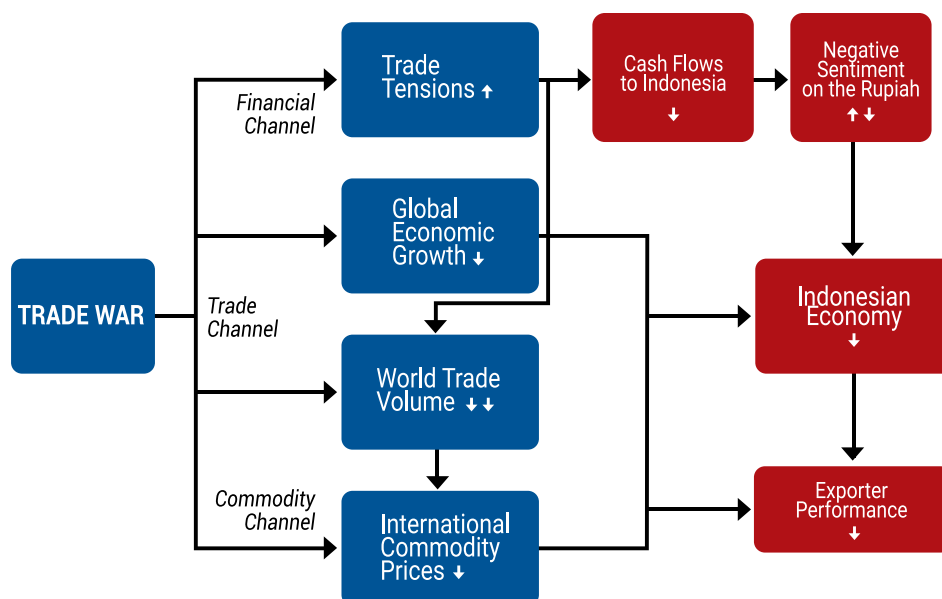 TRADE WAR
Financial
Channel
Trade
Channel
Commodity
Channel
Trade
Tensions ↑
Global
Economic
Growth ↓
World Trade
Volume ↓ ↓
International
Commodity
Prices ↓
Cash Flows
to Indonesia
↓
Negative
Sentiment
on the Rupiah
↑ ↓
Indonesian
Economy
↓
Exporter
Performance
↓